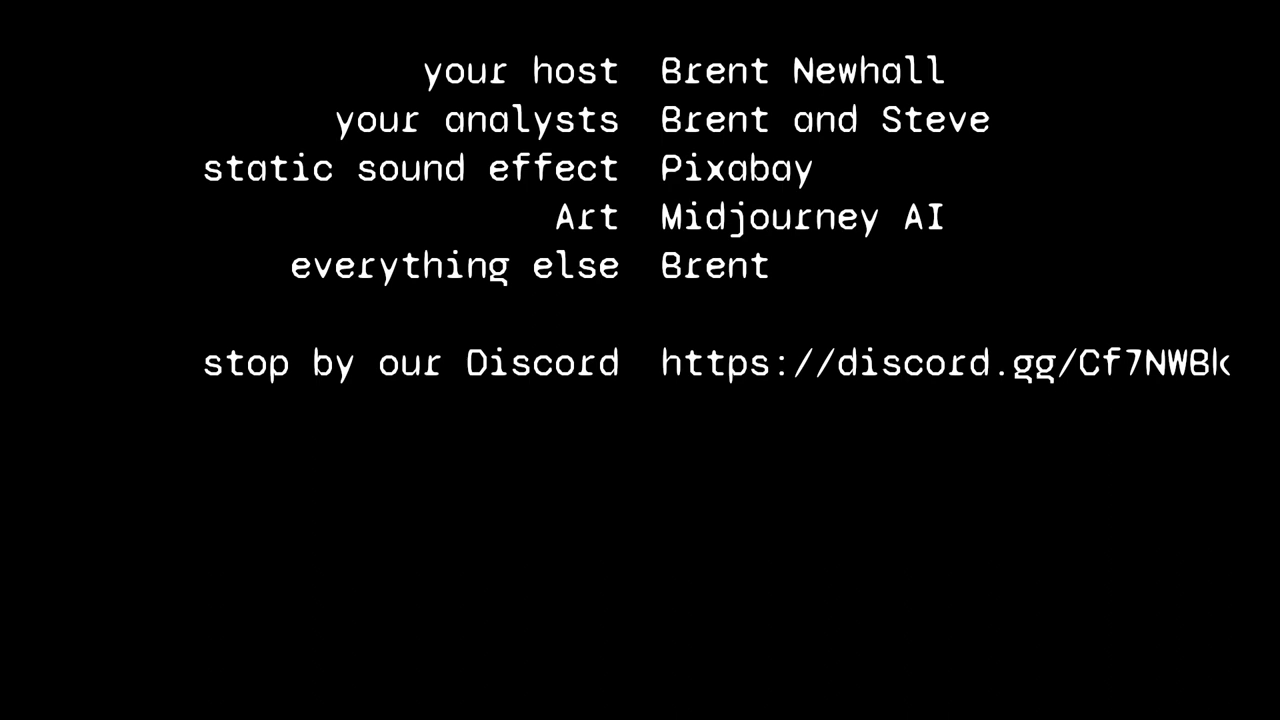 your host Brent Newhall
your analysts Brent and Steve
static sound effect Pixabay
Art Midjourney AI
everything else Brent
stop by our Discord https://discord.gg/Cf7NWBk